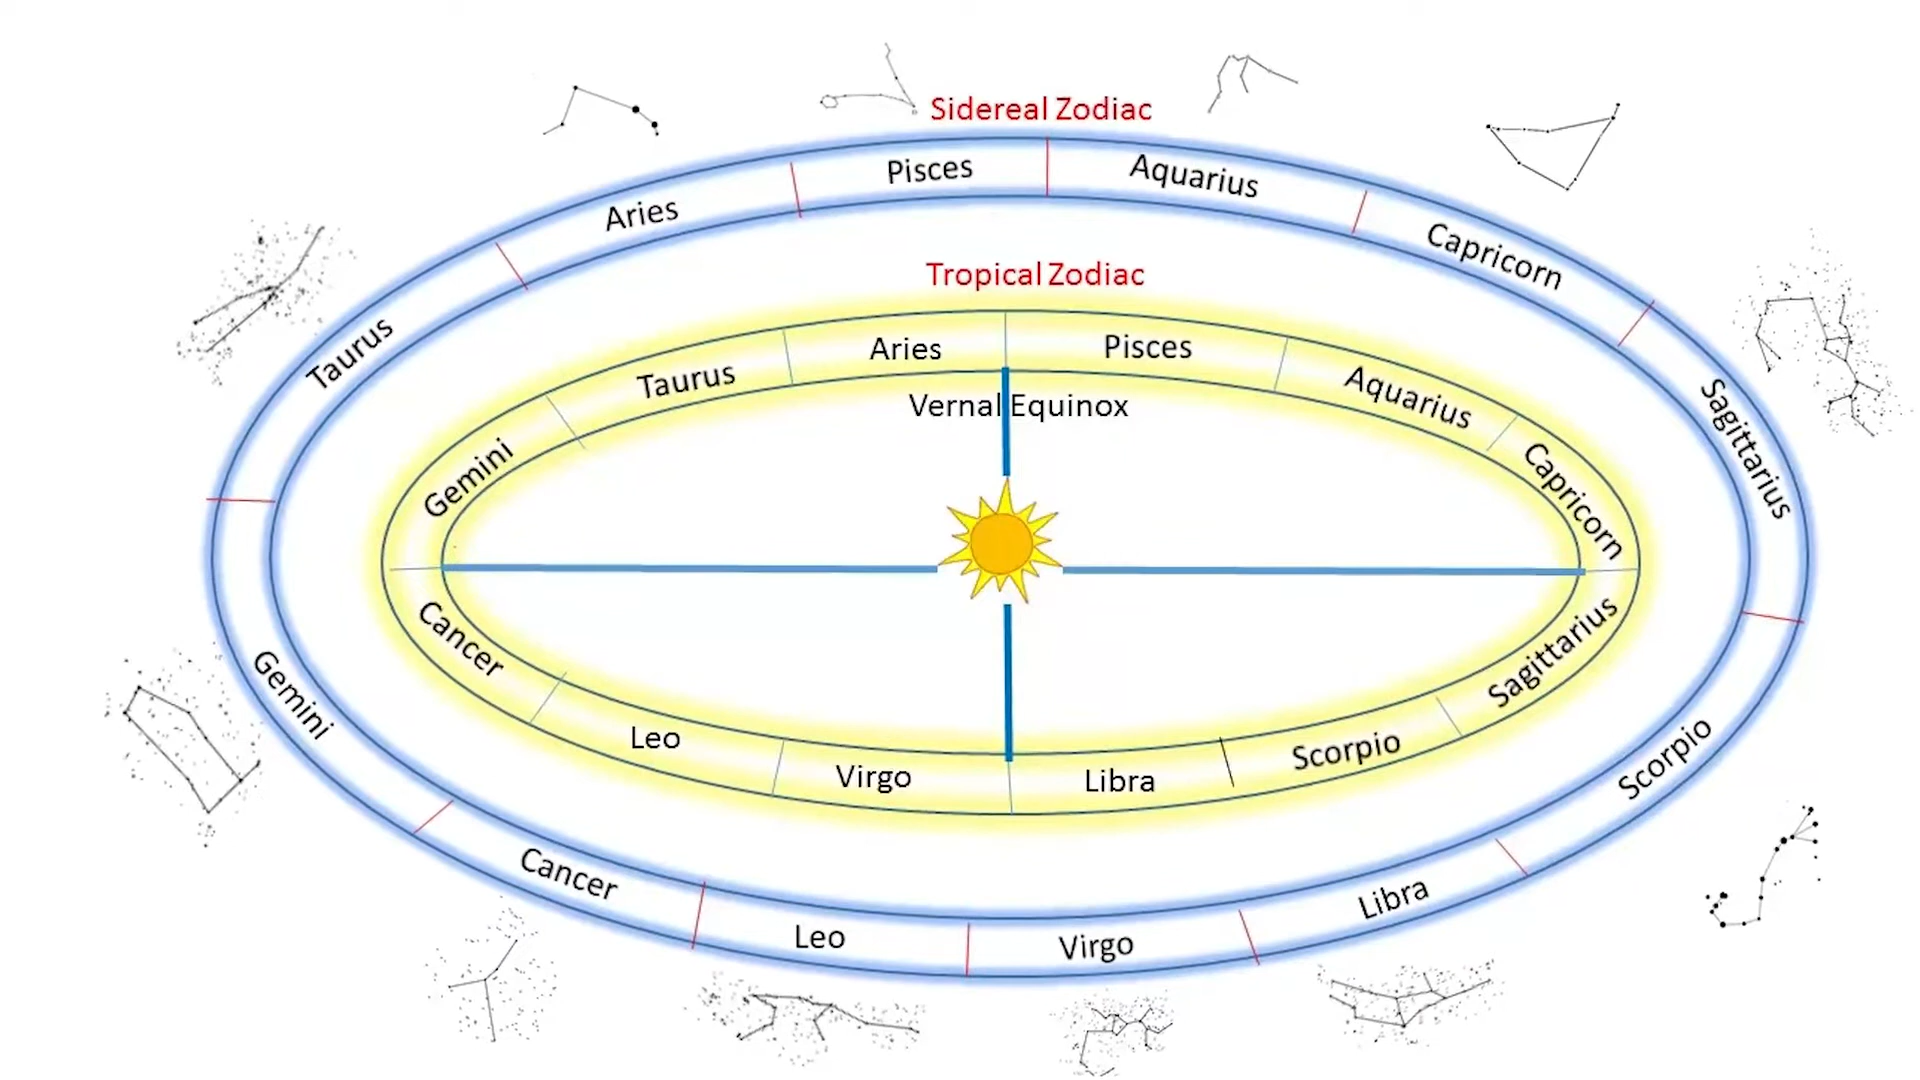 Sidereal Zodiac
Pisces
Aquarius
Aries
Capricorn
Taurus
Sagittarius
Gemini
Scorpio
Cancer
Libra
Leo
Virgo
Tropical Zodiac
Aries
Pisces
Taurus
Aquarius
Vernal Equinox
Gemini
Capricorn
Cancer
Sagittarius
Leo
Scorpio
Virgo
Libra